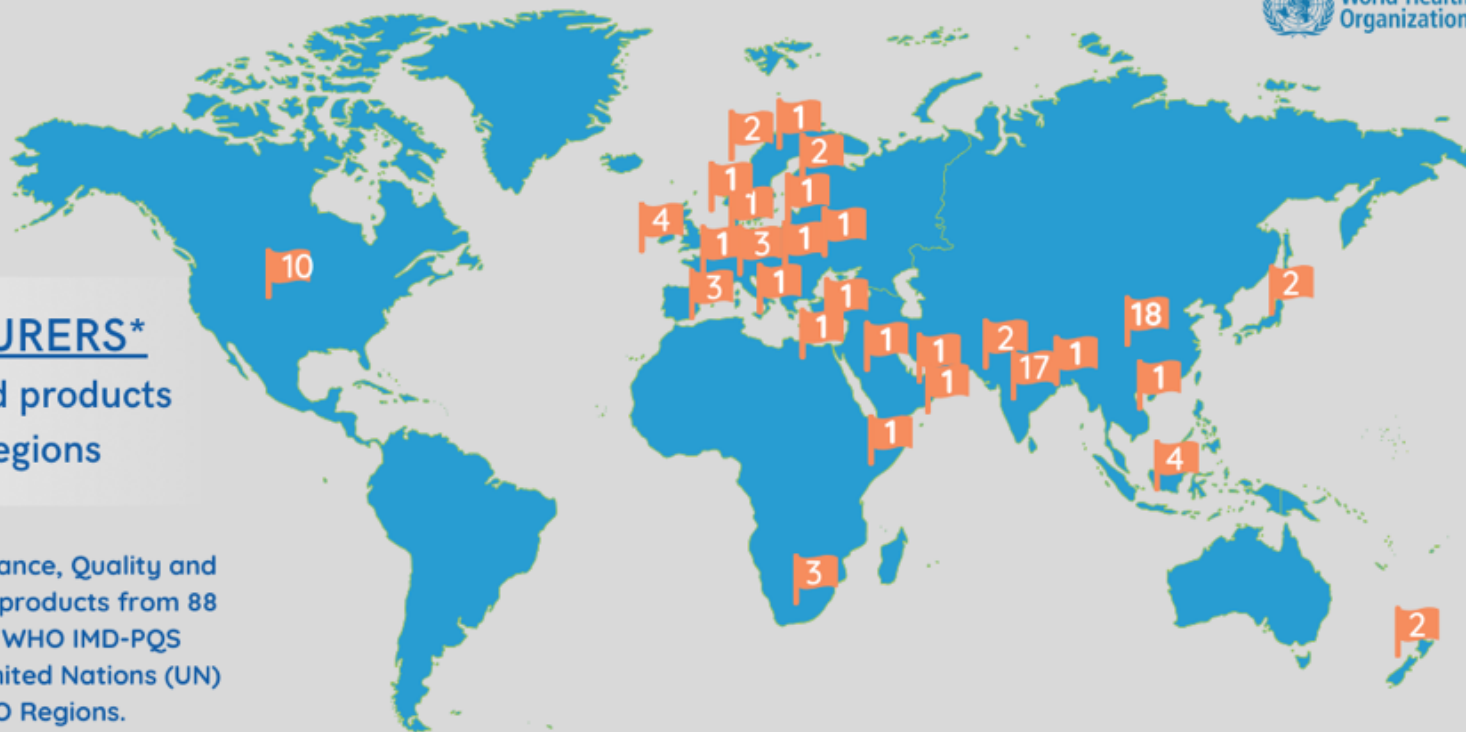 World Health
Organization
2
1
2
1
1
1
4
1
3
1
1
10
3
1
1
2
1
18
1
1
2
17
1
1
1
1
4
3
2
URERS*
d products
egions
ance, Quality and
products from 88
WHO IMD-PQS
nited Nations (UN)
O Regions.